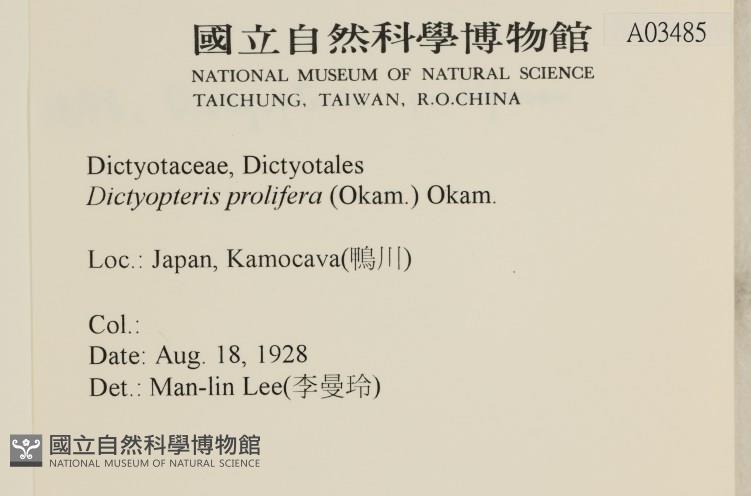 國立自然科學博物館
A03485
NATIONAL MUSEUM OF NATURAL SCIENCE
TAICHUNG, TAIWAN, R.O.CHINA
Dictyotaceae, Dictyotales
Dictyopteris prolifera (Okam.) Okam.
Loc.: Japan, Kamocava(鴨川)
Col.:
Date: Aug. 18, 1928
Det.: Man-lin Lee(李曼玲)
國立自然科學博物館
NATIONAL MUSEUM OF NATURAL SCIENCE